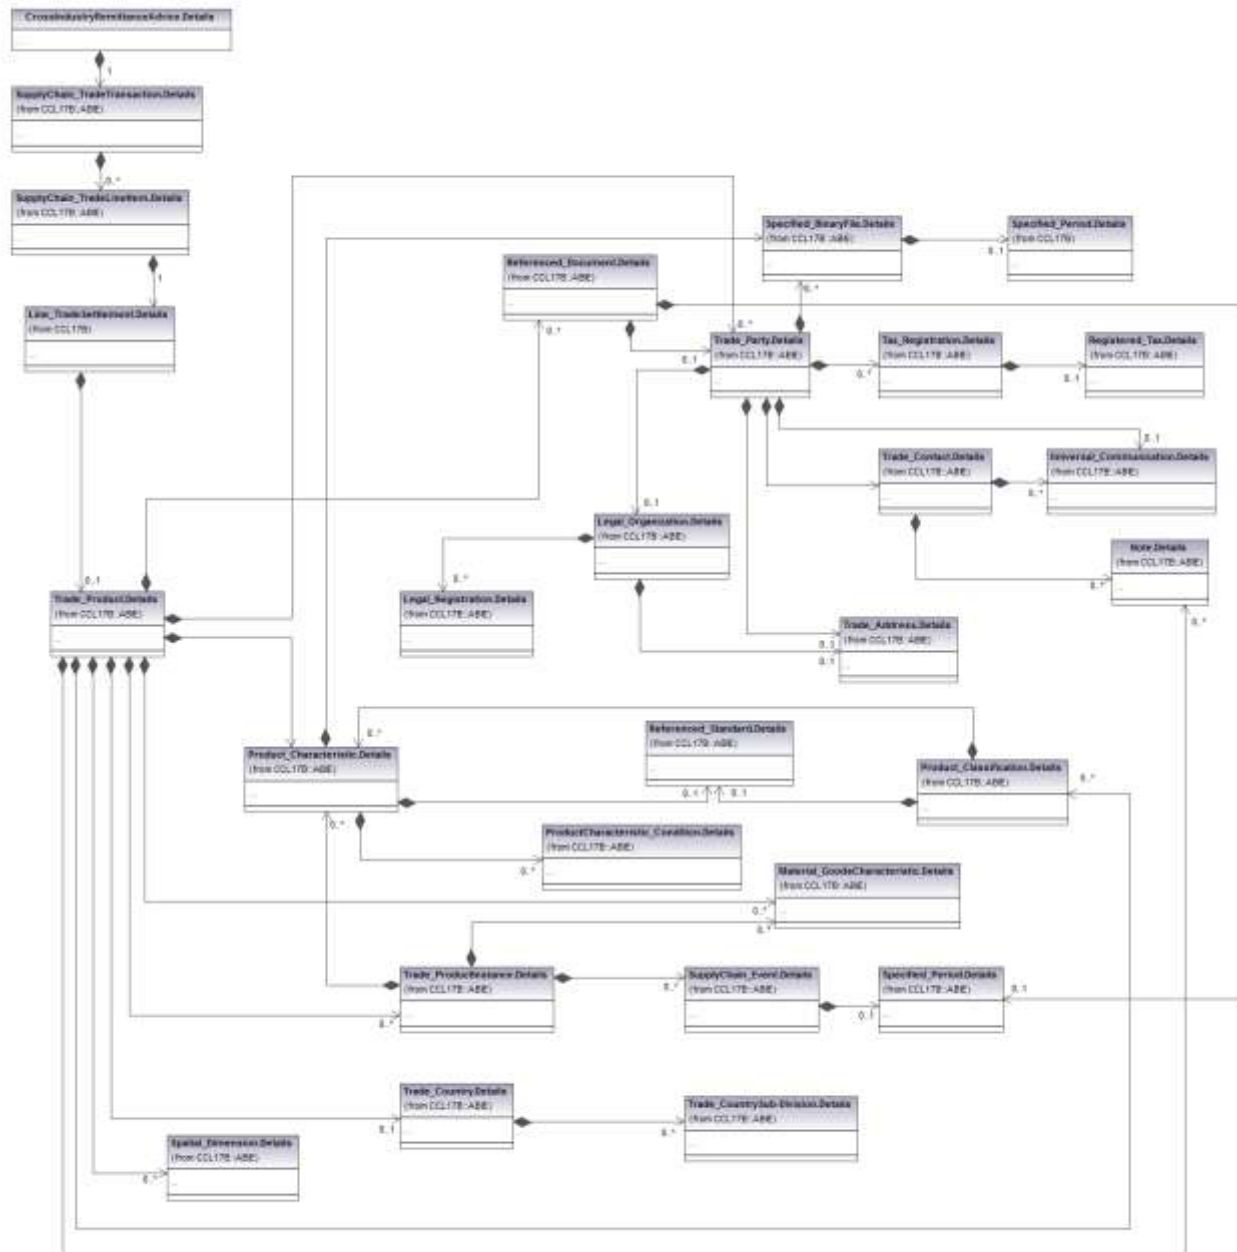 CrossIndustryRemittanceAdvice.Details
1
SupplyChain_TradeTransaction.Details
(from CCL17B::ABIE)
0..*
SupplyChain_TradeLineItem.Details
(from CCL17B::ABIE)
1
Line_TradeSettlement.Details
(from CCL17B)
0..1
Trade_Product.Details
(from CCL17B::ABIE)
Referenced_Document.Details
(from CCL17B::ABIE)
0..*
Specified_BinaryFile.Details
(from CCL17B::ABIE)
0..1
Specified_Period.Details
(from CCL17B)
0..*
0..*
0..1
Trade_Party.Details
(from CCL17B::ABIE)
0..*
Tax_Registration.Details
(from CCL17B::ABIE)
0..1
Registered_Tax.Details
(from CCL17B::ABIE)
0..1
Trade_Contact.Details
(from CCL17B::ABIE)
0..*
Universal_Communication.Details
(from CCL17B::ABIE)
0..1
Legal_Organization.Details
(from CCL17B::ABIE)
0..*
Legal_Registration.Details
(from CCL17B::ABIE)
Note.Details
(from CCL17B::ABIE)
0..*
0..*
Trade_Address.Details
(from CCL17B::ABIE)
0..1
0..*
Product_Characteristic.Details
(from CCL17B::ABIE)
0..*
Referenced_Standard.Details
(from CCL17B::ABIE)
0..1
0..1
Product_Classification.Details
(from CCL17B::ABIE)
0..*
ProductCharacteristic_Condition.Details
(from CCL17B::ABIE)
0..*
Material_GoodsCharacteristic.Details
(from CCL17B::ABIE)
0..*
0..*
Trade_ProductInstance.Details
(from CCL17B::ABIE)
0..*
0..*
SupplyChain_Event.Details
(from CCL17B::ABIE)
0..1
Specified_Period.Details
(from CCL17B::ABIE)
0..1
Trade_Country.Details
(from CCL17B::ABIE)
0..1
Trade_CountrySub-Division.Details
(from CCL17B::ABIE)
0..*
Spatial_Dimension.Details
(from CCL17B::ABIE)
0..*